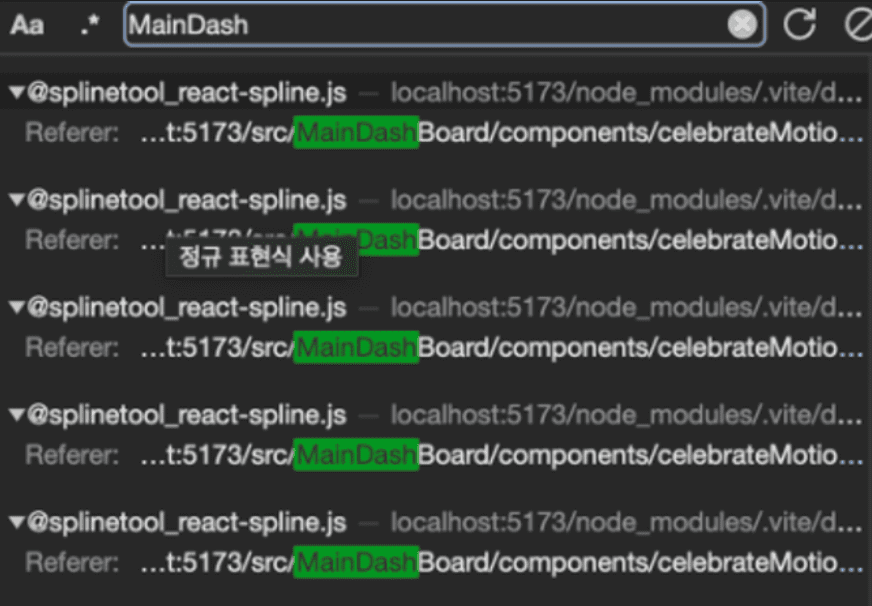 Aa .* MainDash
▼@splinetool_react-spline.js — localhost:5173/node_modules/.vite/d...
Referer: ...t:5173/src/MainDashBoard/components/celebrateMotio...
▼@splinetool_react-spline.js — localhost:5173/node_modules/.vite/d...
Referer: ...t:5173/src/MainDashBoard/components/celebrateMotio...
정규 표현식 사용
▼@splinetool_react-spline.js — localhost:5173/node_modules/.vite/d...
Referer: ...t:5173/src/MainDashBoard/components/celebrateMotio...
▼@splinetool_react-spline.js — localhost:5173/node_modules/.vite/d...
Referer: ...t:5173/src/MainDashBoard/components/celebrateMotio...
▼@splinetool_react-spline.js — localhost:5173/node_modules/.vite/d...
Referer: ...t:5173/src/MainDashBoard/components/celebrateMotio...